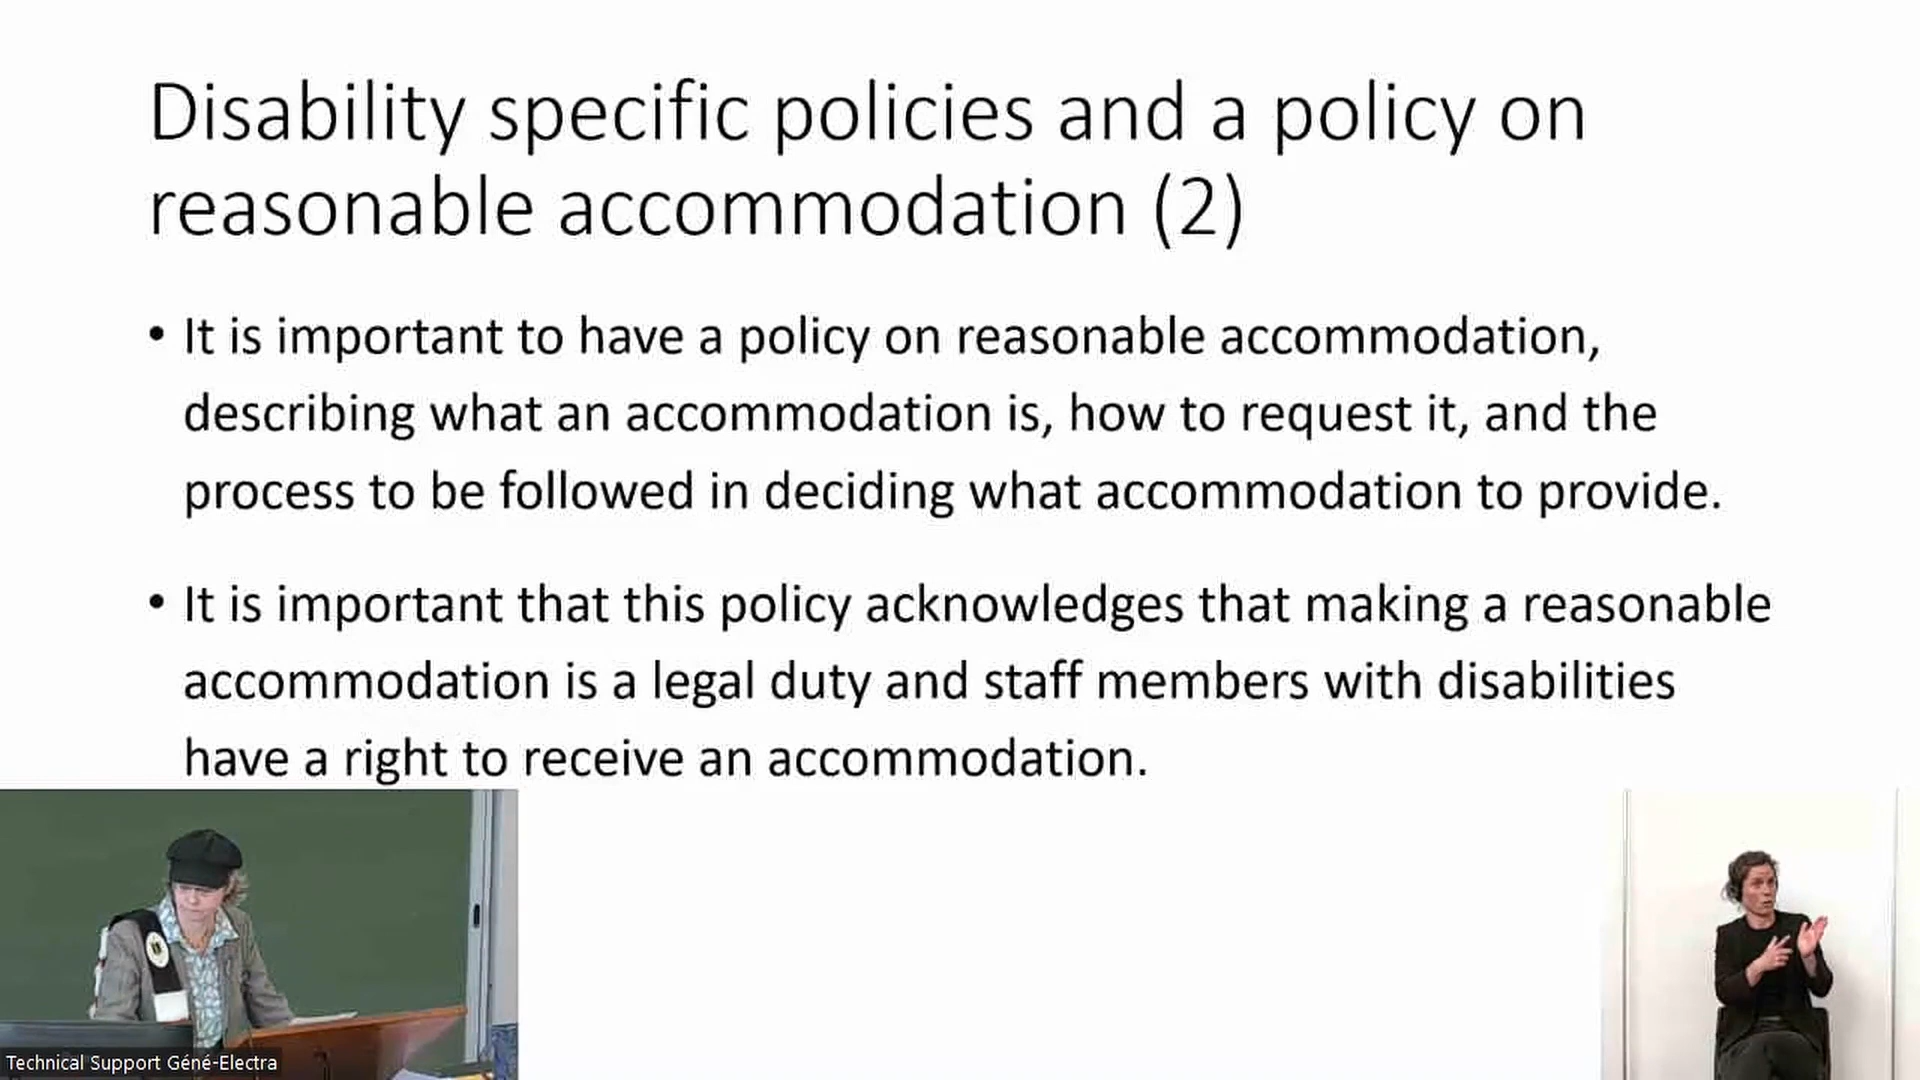 Disability specific policies and a policy on
reasonable accommodation (2)
• It is important to have a policy on reasonable accommodation,
describing what an accommodation is, how to request it, and the
process to be followed in deciding what accommodation to provide.
• It is important that this policy acknowledges that making a reasonable
accommodation is a legal duty and staff members with disabilities
have a right to receive an accommodation.
Technical Support Géné-Electra